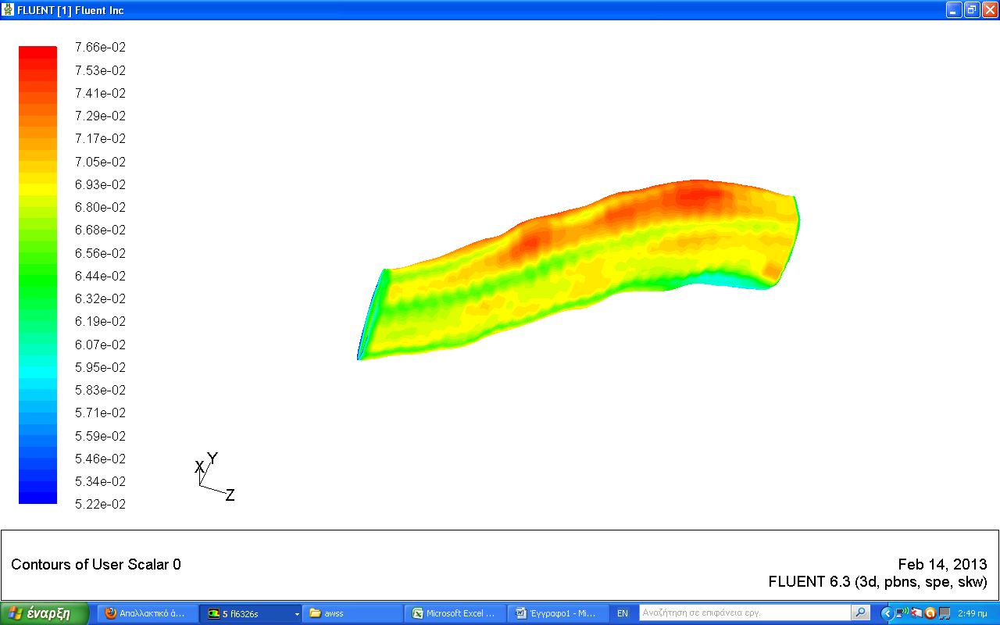 FLUENT [1] Fluent Inc
7.66e-02
7.53e-02
7.41e-02
7.29e-02
7.17e-02
7.05e-02
6.93e-02
6.80e-02
6.68e-02
6.56e-02
6.44e-02
6.32e-02
6.19e-02
6.07e-02
5.95e-02
5.83e-02
5.71e-02
5.59e-02
5.46e-02
5.34e-02
5.22e-02
Y
X
Z
Contours of User Scalar 0
Feb 14, 2013
FLUENT 6.3 (3d, pbns, spe, skw)
έναρξη
Απαλλακτικό ά...
5 fl6326s
awss
Microsoft Excel ...
Έγγραφο1 - Mi...
EN
Αναζήτηση σε επιφάνεια εργ.
2:49 πμ